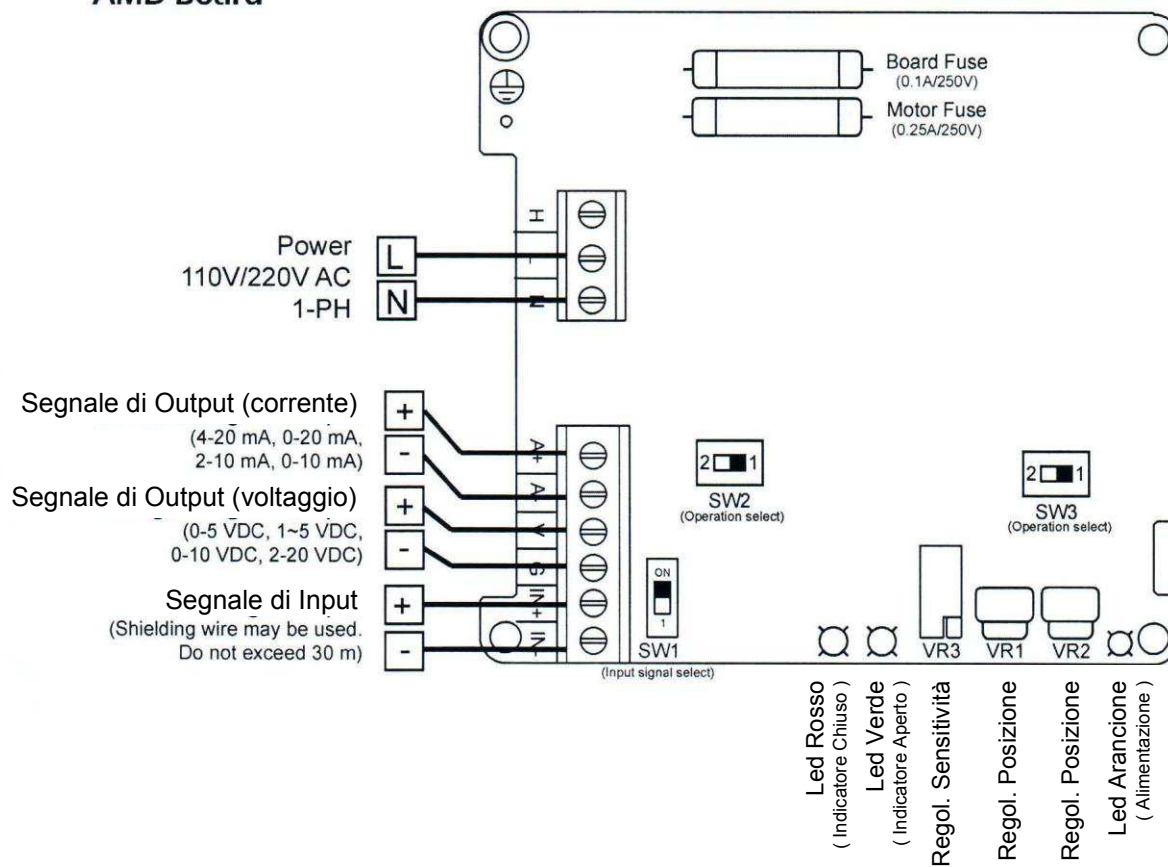 AMD Board
Board Fuse
(0.1A/250V)
Motor Fuse
(0.25A/250V)
H
Power
110V/220V AC
1-PH
L
N
N
Segnale di Output (corrente)
(4-20 mA, 0-20 mA,
2-10 mA, 0-10 mA)
+
-
A+
A-
Segnale di Output (voltaggio)
(0-5 VDC, 1~5 VDC,
0-10 VDC, 2-20 VDC)
+
-
V
G
Segnale di Input
(Shielding wire may be used.
Do not exceed 30 m)
+
-
IN+
IN-
ON
1
SW1
(Input signal select)
2 1
SW2
(Operation select)
2 1
SW3
(Operation select)
VR3
VR1
VR2
Led Rosso
( Indicatore Chiuso )
Led Verde
( Indicatore Aperto )
Regol. Sensitività
Regol. Posizione
Regol. Posizione
Led Arancione
( Alimentazione )